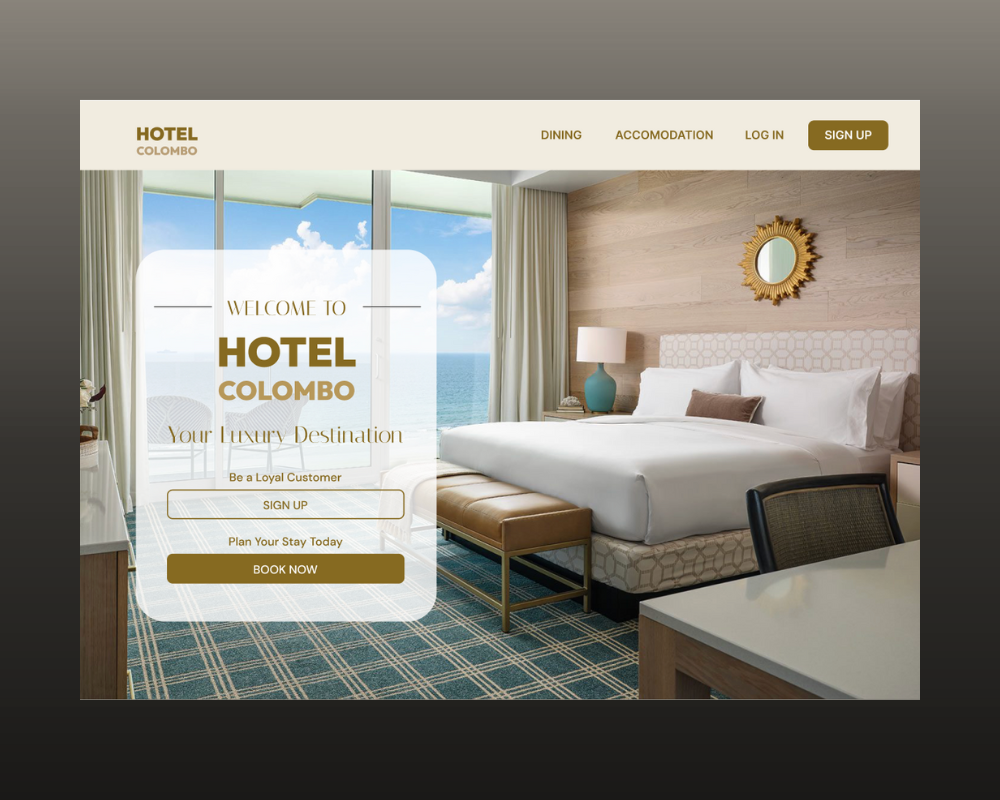 HOTEL
COLOMBO
DINING
ACCOMODATION
LOG IN
SIGN UP
WELCOME TO
HOTEL
COLOMBO
Your Luxury Destination
Be a Loyal Customer
SIGN UP
Plan Your Stay Today
BOOK NOW